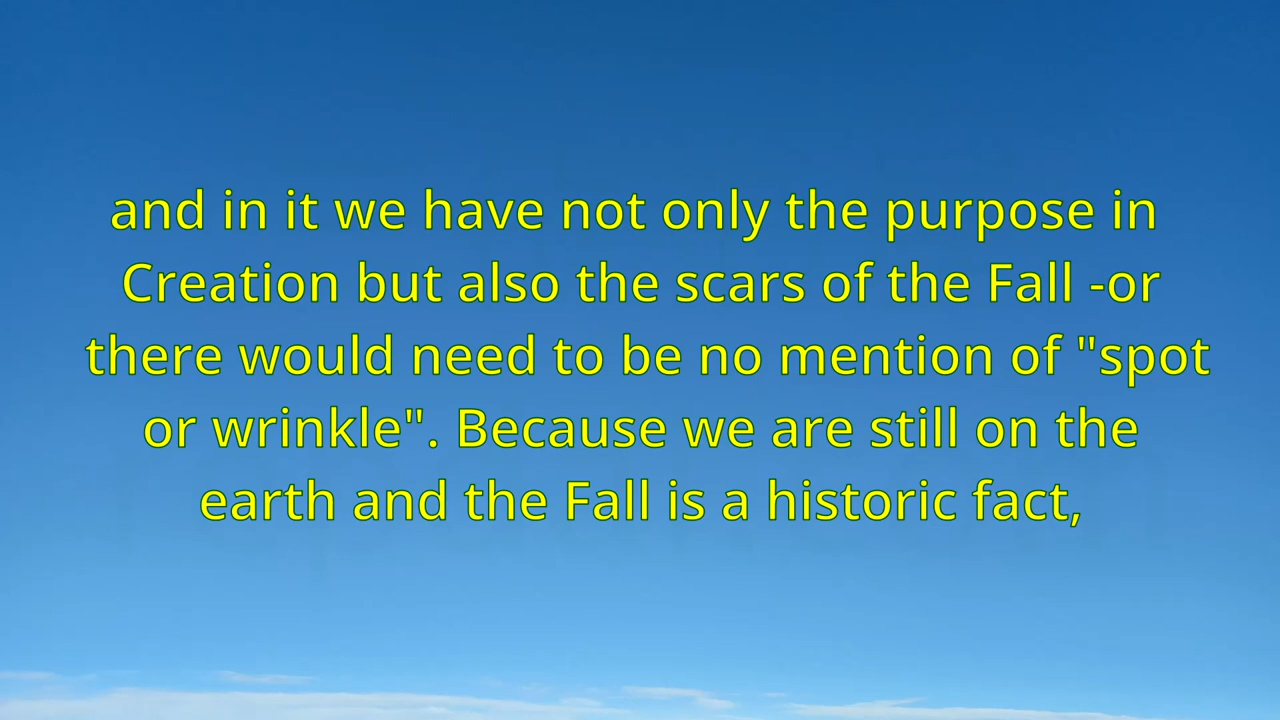 and in it we have not only the purpose in
Creation but also the scars of the Fall -or
there would need to be no mention of "spot
or wrinkle". Because we are still on the
earth and the Fall is a historic fact,